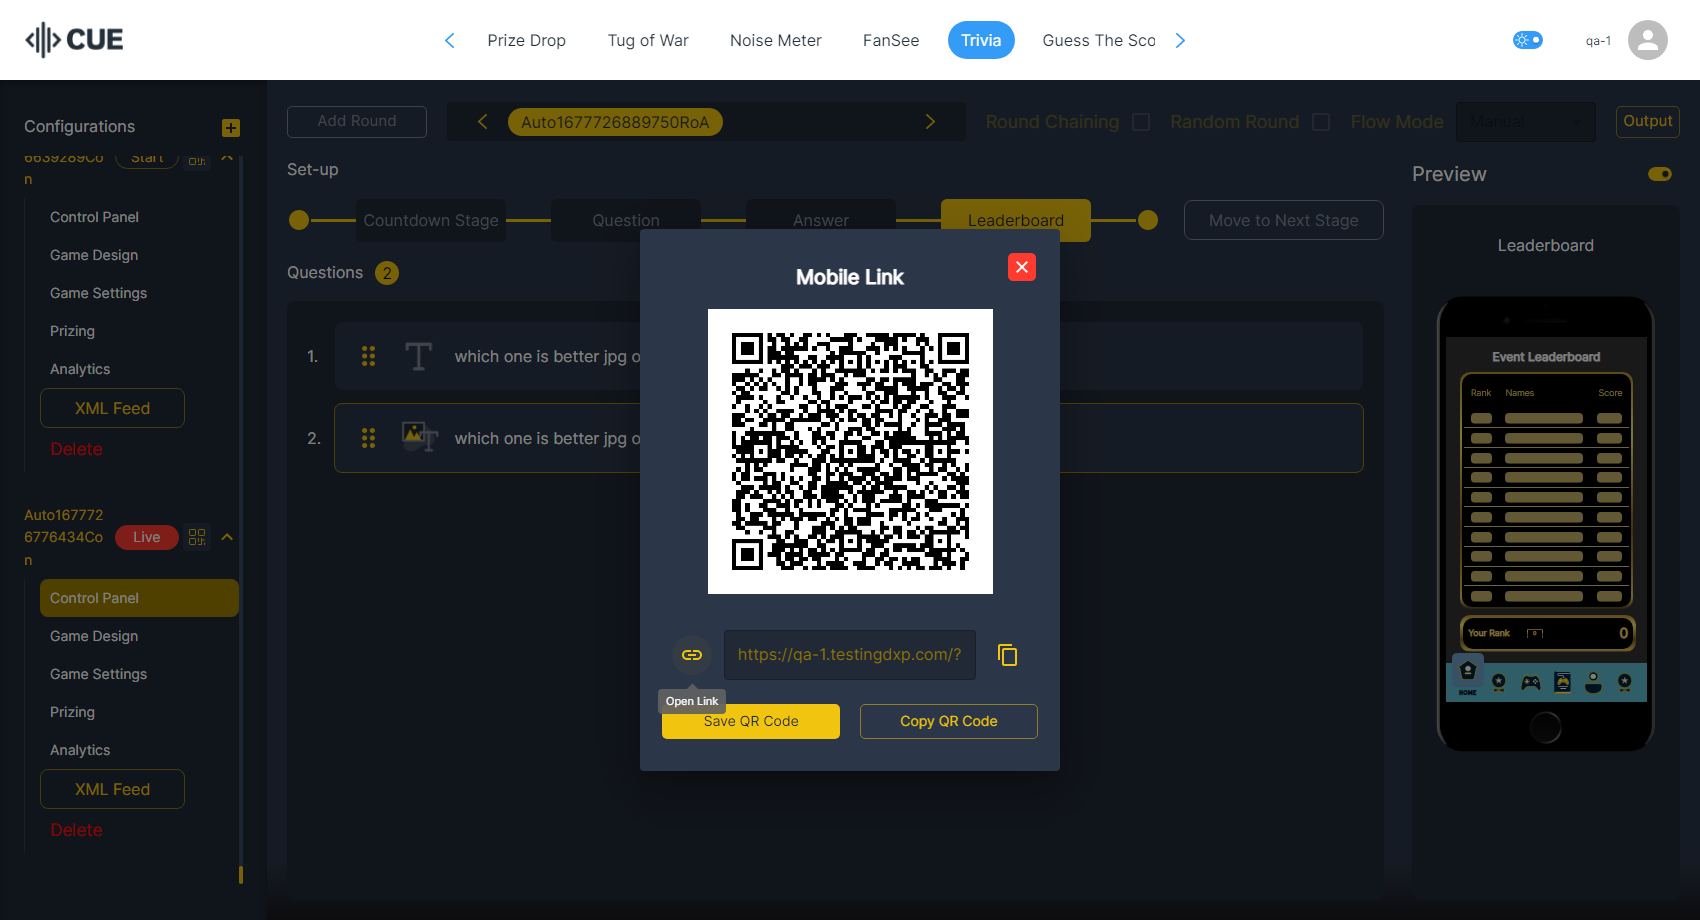 CUE
Prize Drop
Tug of War
Noise Meter
FanSee
Trivia
Guess The Sco
qa-1
Configurations
6639289Co
n
Start
Control Panel
Game Design
Game Settings
Prizing
Analytics
XML Feed
Delete
Auto167772
6776434Co
n
Live
Control Panel
Game Design
Game Settings
Prizing
Analytics
XML Feed
Delete
Add Round
Auto1677726889750RoA
Round Chaining
Random Round
Flow Mode
Manual
Output
Set-up
Countdown Stage
Question
Answer
Leaderboard
Move to Next Stage
Questions 2
1. which one is better jpg o
2. which one is better jpg o
Mobile Link
https://qa-1.testingdxp.com/?
Open Link
Save QR Code
Copy QR Code
Preview
Leaderboard
Event Leaderboard
Rank Names Score
Your Rank 0
HOME